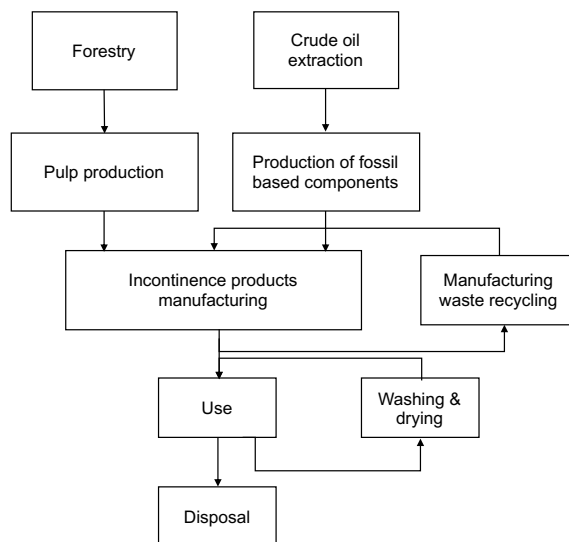 Forestry
Crude oil
extraction
Pulp production
Production of fossil
based components
Incontinence products
manufacturing
Manufacturing
waste recycling
Use
Washing &
drying
Disposal